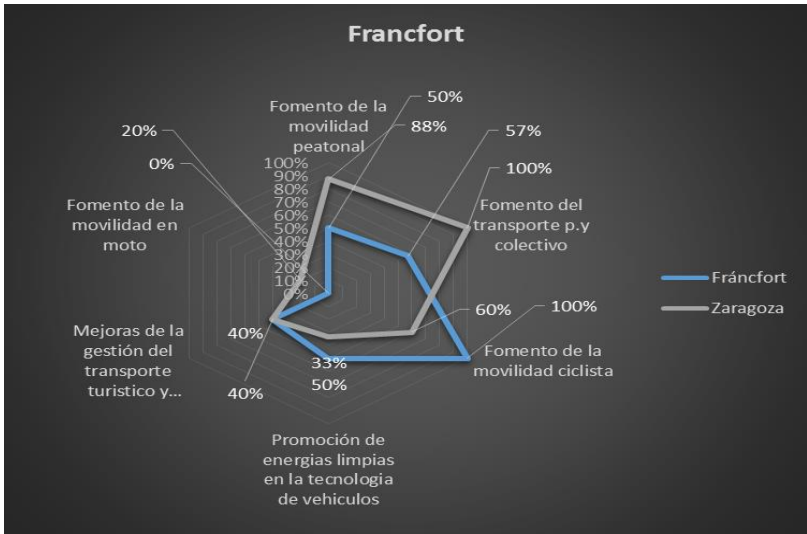 Francfort
50%
Fomento de la
movilidad
peatonal
88%
20%
57%
0%
100%
100%
90%
80%
70%
60%
50%
40%
30%
20%
10%
0%
Fomento de la
movilidad en
moto
Fomento del
transporte p.y
colectivo
Fráncfort
Zaragoza
60%
100%
Mejoras de la
gestión del
transporte
turistico y...
40%
40%
Fomento de la
movilidad ciclista
33%
50%
Promoción de
energias limpias
en la tecnologia
de vehiculos